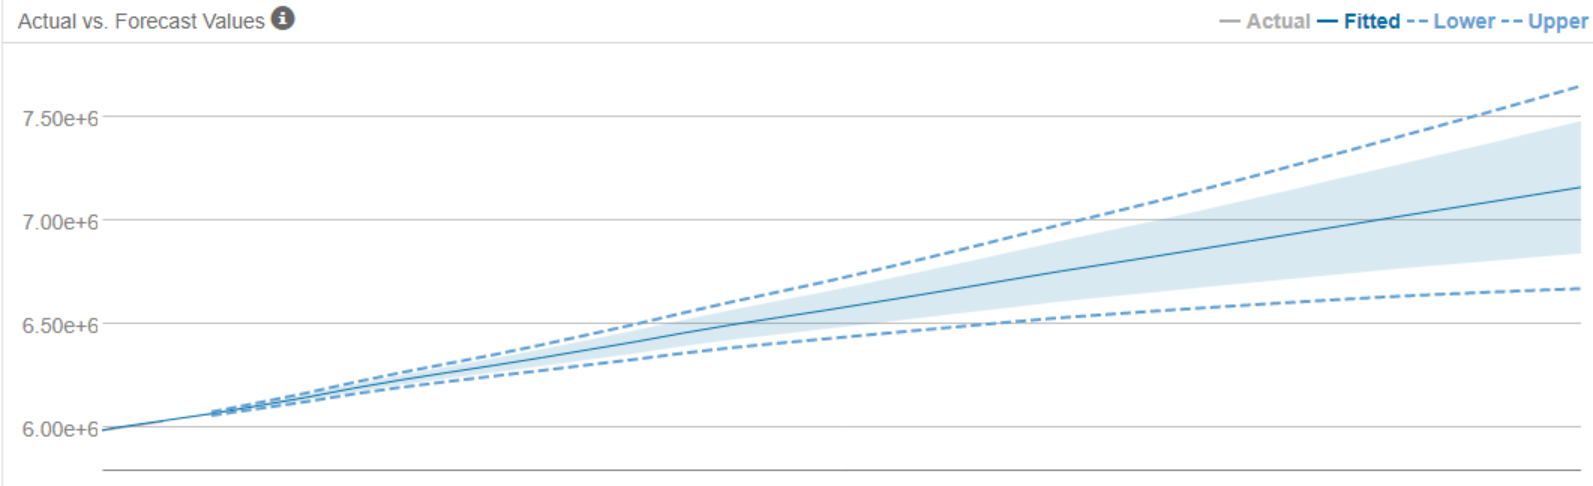 Actual vs. Forecast Values i
Actual Fitted Lower Upper
7.50e+6
7.00e+6
6.50e+6
6.00e+6